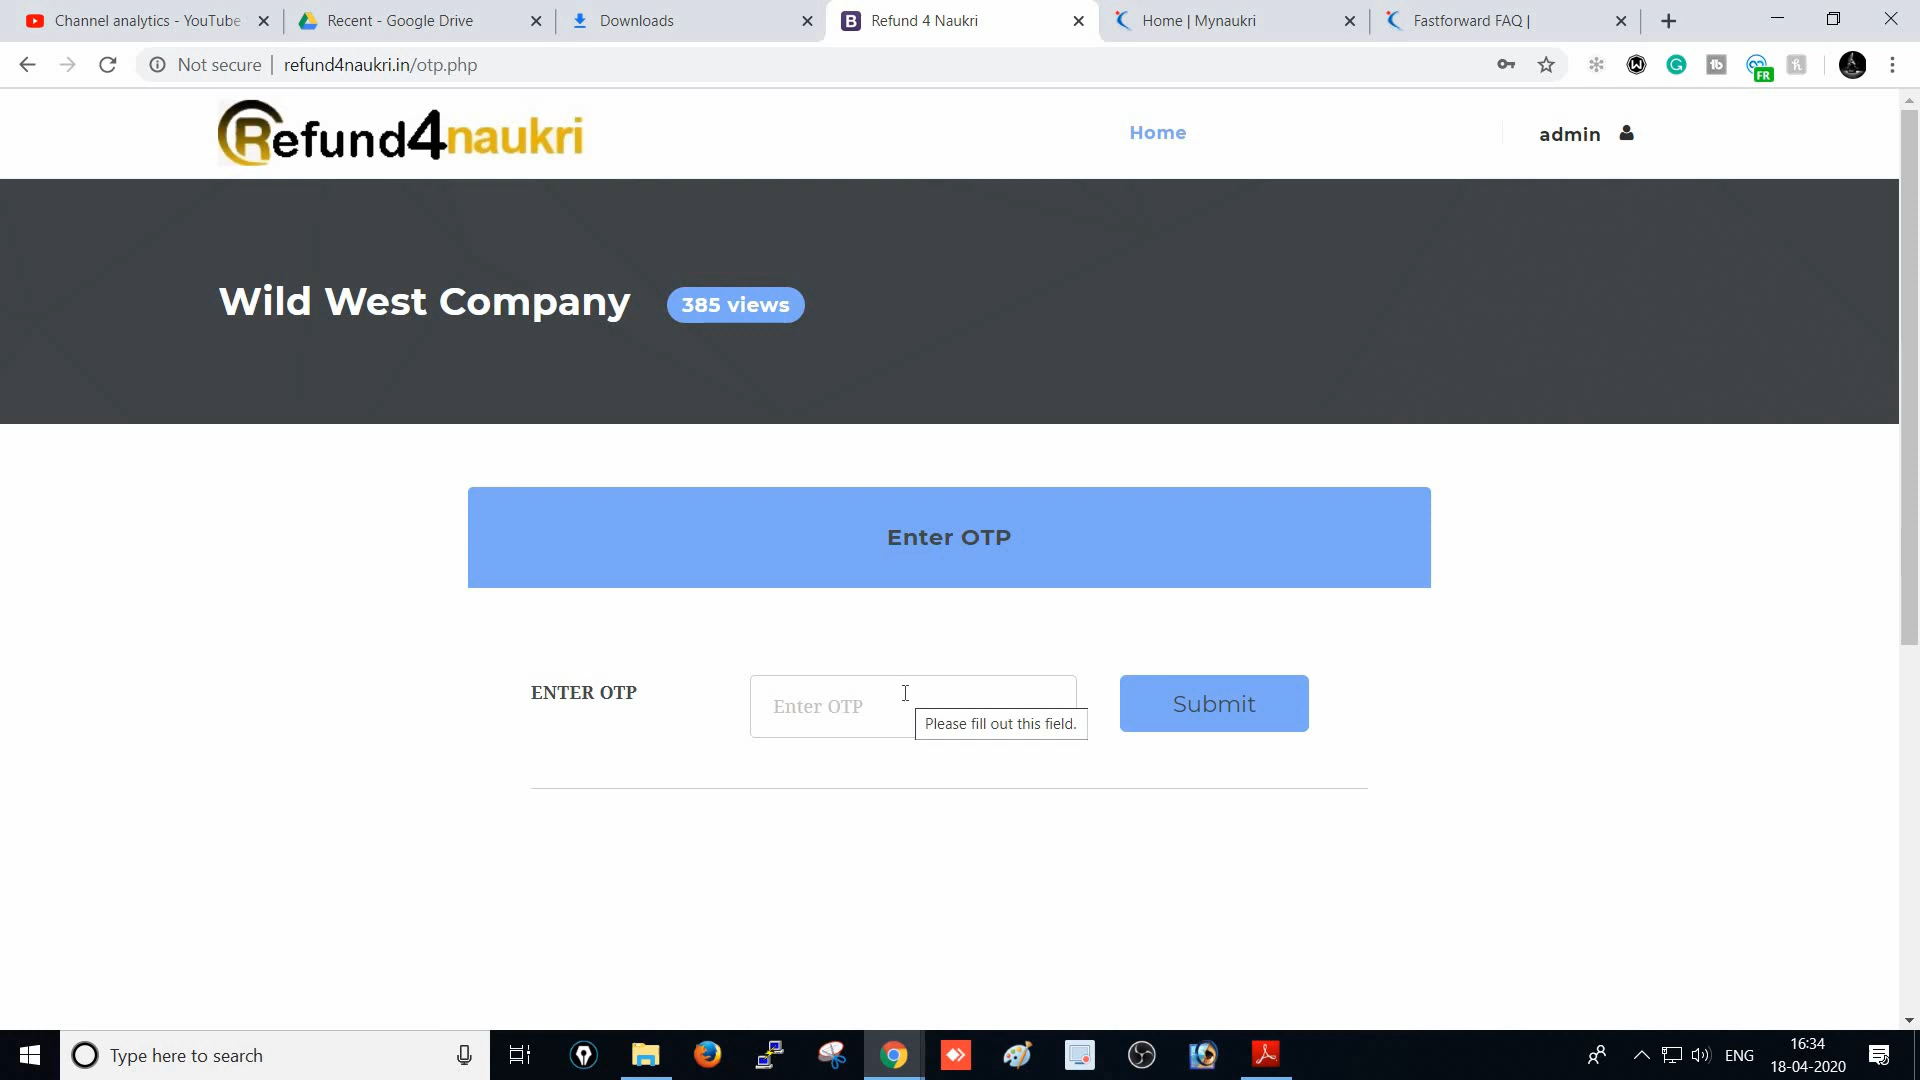 Channel analytics - YouTube
Recent - Google Drive
Downloads
Refund 4 Naukri
Home | Mynaukri
Fastforward FAQ |
Not secure | refund4naukri.in/otp.php
FR
Refund4naukri
Home
admin
Wild West Company
385 views
Enter OTP
ENTER OTP
Enter OTP
Submit
Please fill out this field.
Type here to search
ENG
16:34
18-04-2020